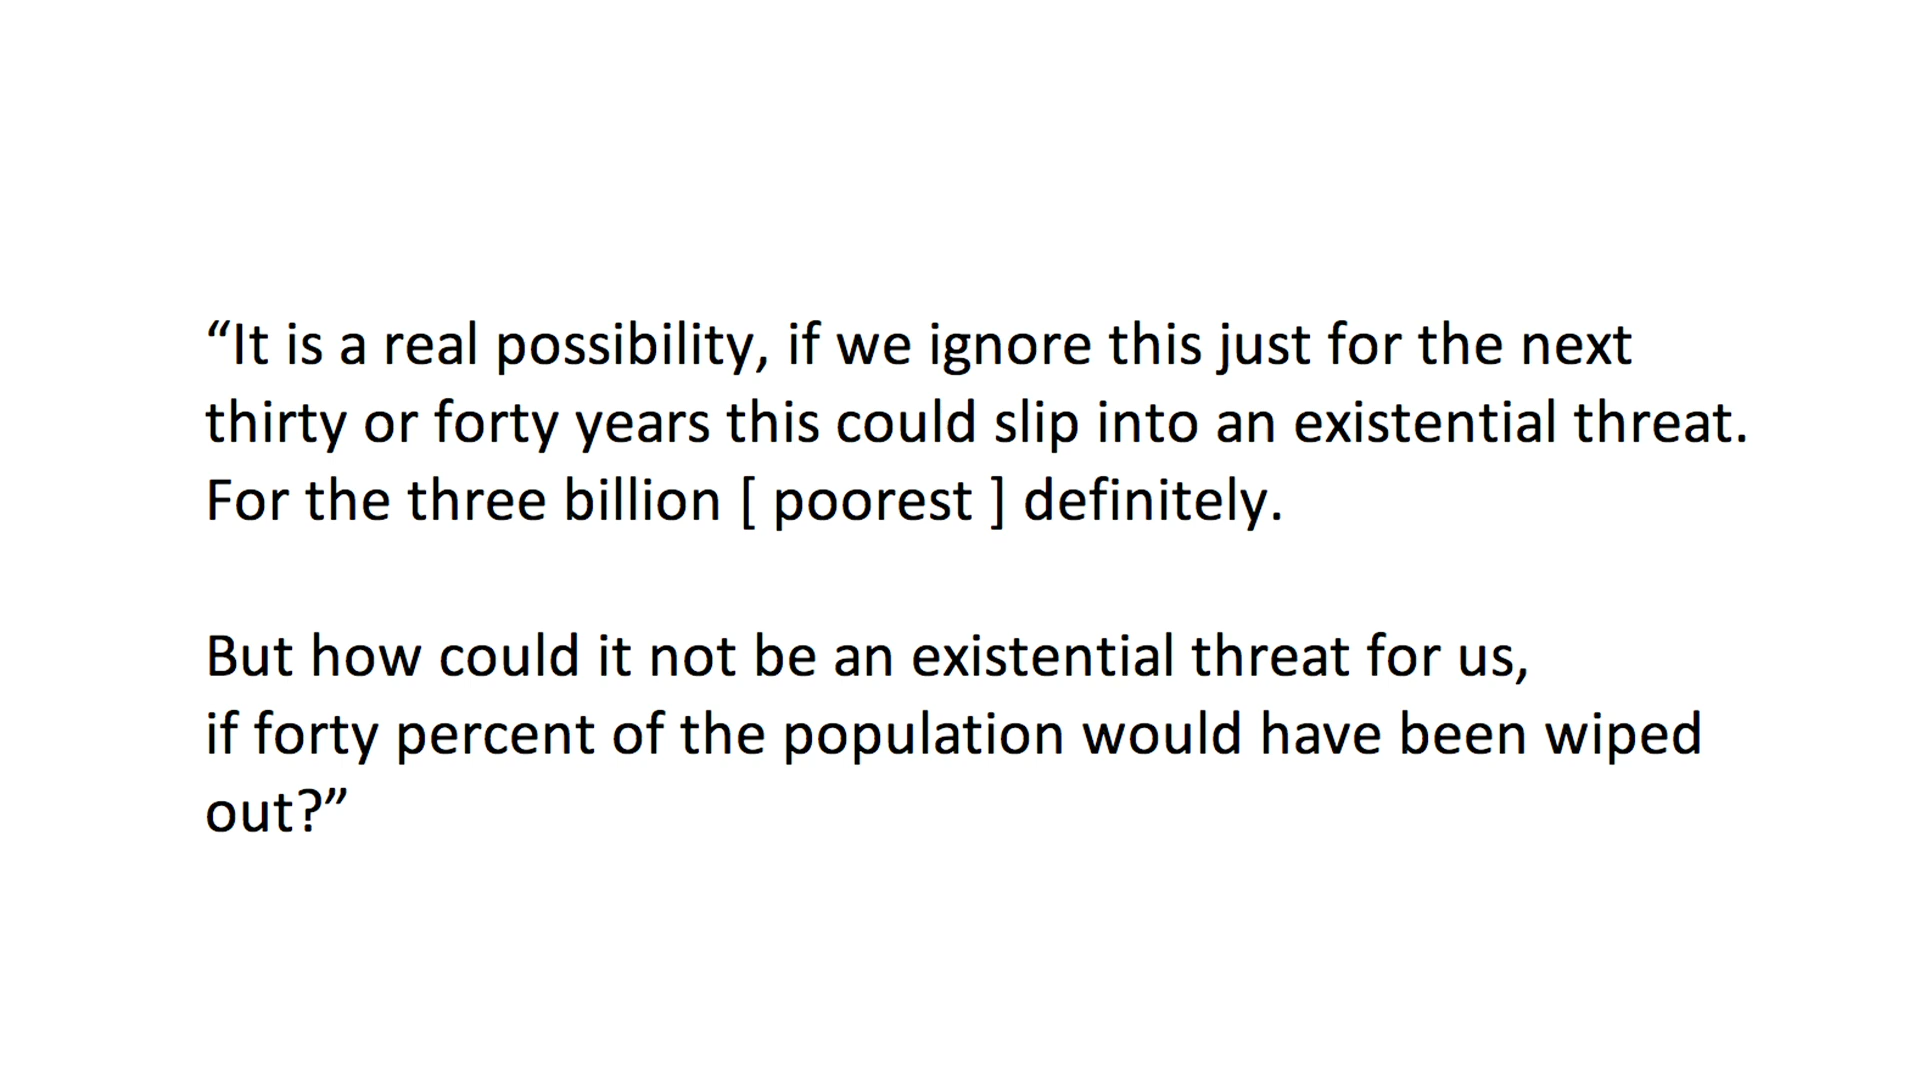 “It is a real possibility, if we ignore this just for the next
thirty or forty years this could slip into an existential threat.
For the three billion [ poorest ] definitely.
But how could it not be an existential threat for us,
if forty percent of the population would have been wiped
out?”